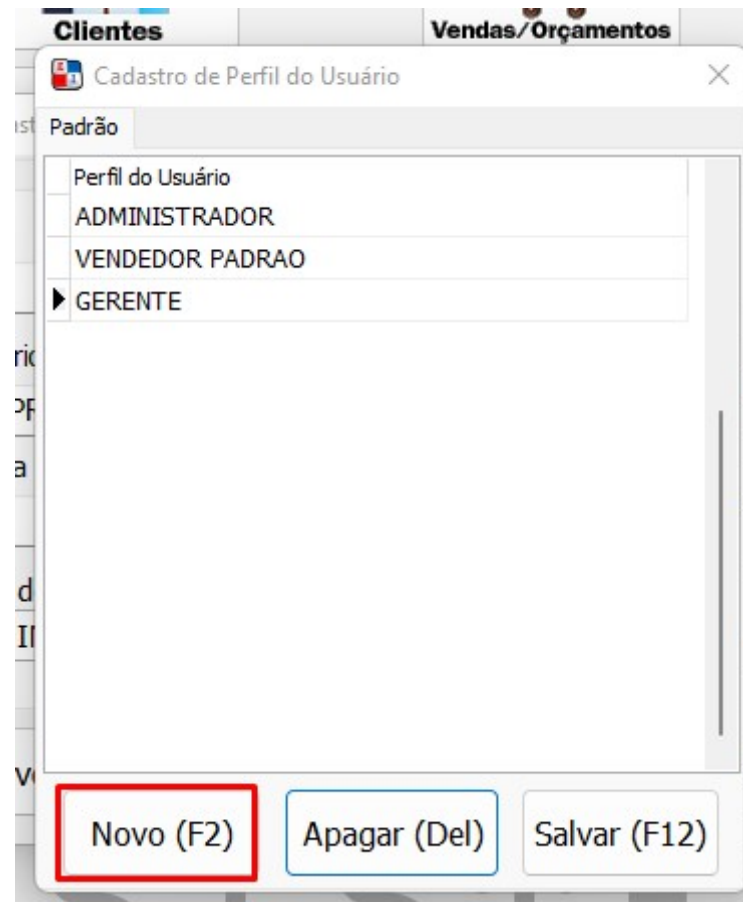 Clientes
Vendas/Orçamentos
Cadastro de Perfil do Usuário
Padrão
Perfil do Usuário
ADMINISTRADOR
VENDEDOR PADRAO
GERENTE
Novo (F2)
Apagar (Del)
Salvar (F12)